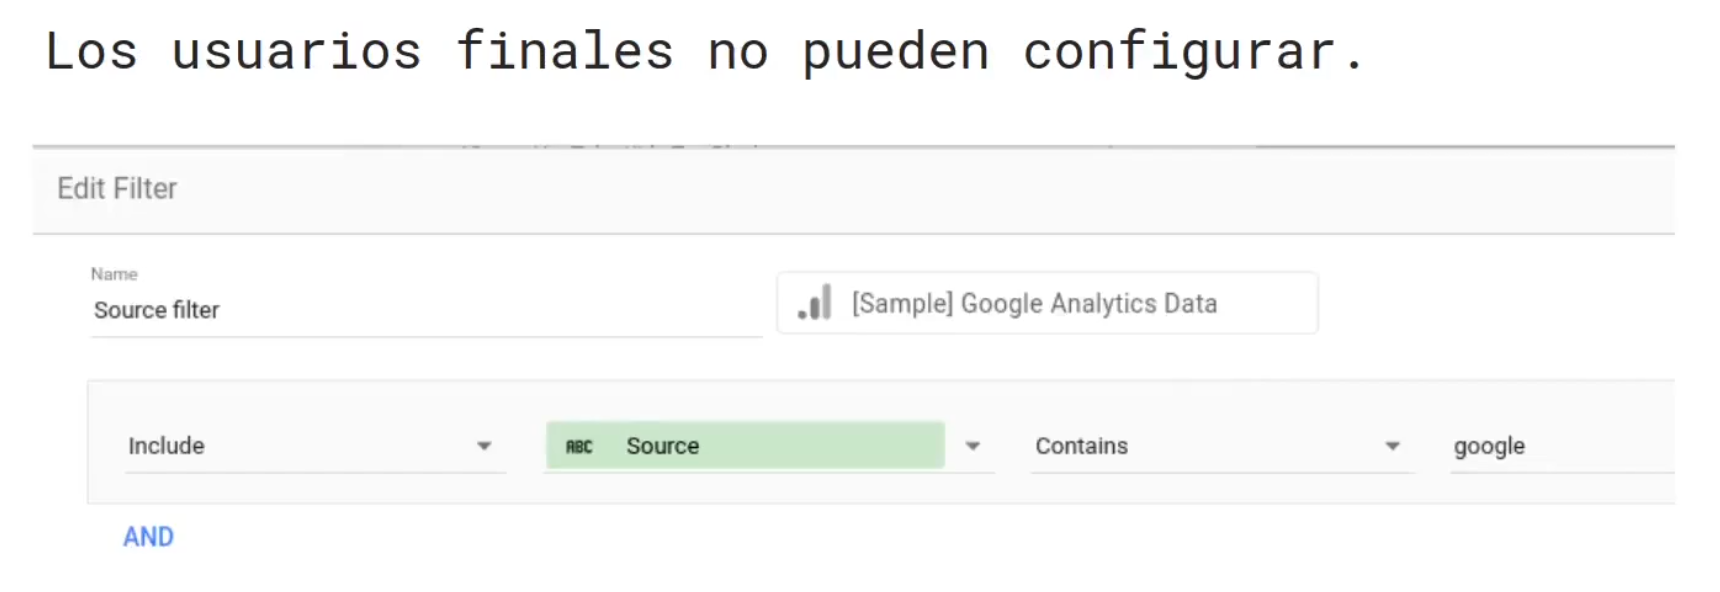 Los usuarios finales no pueden configurar.
Edit Filter
Name
Source filter
[Sample] Google Analytics Data
Include ABC Source Contains google
AND